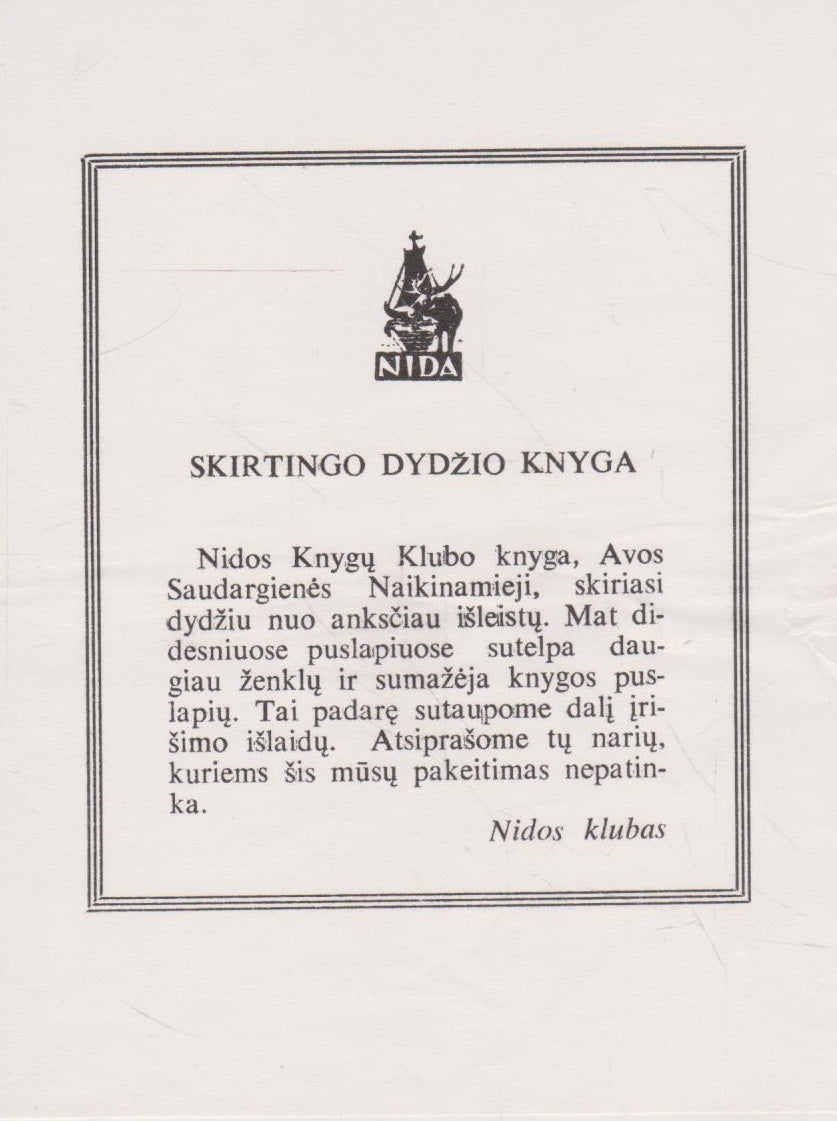 NIDA
SKIRTINGO DYDŽIO KNYGA
Nidos Knygų Klubo knyga, Avos
Saudargienės Naikinamieji, skiriasi
dydžiu nuo anksčiau išleistų. Mat di-
desniuose puslapiuose sutelpa dau-
giau ženklų ir sumažėja knygos pus-
lapių. Tai padarę sutaupome dalį įri-
šimo išlaidų. Atsiprašome tų narių,
kuriems šis mūsų pakeitimas nepatin-
ka.
Nidos klubas